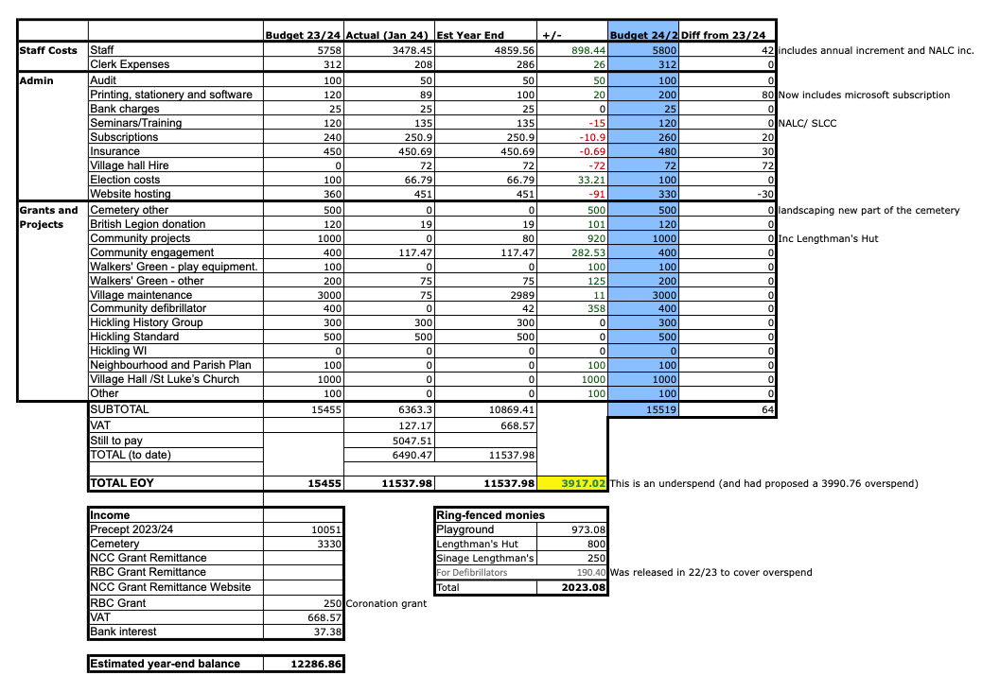 Budget 23/24 Actual (Jan 24) Est Year End +/- Budget 24/2 Diff from 23/24
Staff Costs Staff 5758 3478.45 4859.56 898.44 5800 42 includes annual increment and NALC inc.
Clerk Expenses 312 208 286 26 312 0
Admin Audit 100 50 50 50 100 0
Printing, stationery and software 120 89 100 20 200 80 Now includes microsoft subscription
Bank charges 25 25 25 0 25 0
Seminars/Training 120 135 135 -15 120 0 NALC/ SLCC
Subscriptions 240 250.9 250.9 -10.9 260 20
Insurance 450 450.69 450.69 -0.69 480 30
Village hall Hire 0 72 72 -72 72 72
Election costs 100 66.79 66.79 33.21 100 0
Website hosting 360 451 451 -91 330 -30
Grants and Cemetery other 500 0 0 500 500 0 landscaping new part of the cemetery
Projects British Legion donation 120 19 19 101 120 0
Community projects 1000 0 80 920 1000 0 Inc Lengthman's Hut
Community engagement 400 117.47 117.47 282.53 400 0
Walkers' Green - play equipment. 100 0 0 100 100 0
Walkers' Green - other 200 75 75 125 200 0
Village maintenance 3000 75 2989 11 3000 0
Community defibrillator 400 0 42 358 400 0
Hickling History Group 300 300 300 0 300 0
Hickling Standard 500 500 500 0 500 0
Hickling WI 0 0 0 0 0 0
Neighbourhood and Parish Plan 100 0 0 100 100 0
Village Hall /St Luke's Church 1000 0 0 1000 1000 0
Other 100 0 0 100 100 0
SUBTOTAL 15455 6363.3 10869.41 15519 64
VAT 127.17 668.57
Still to pay 5047.51
TOTAL (to date) 6490.47 11537.98
TOTAL EOY 15455 11537.98 11537.98 3917.02 This is an underspend (and had proposed a 3990.76 overspend)
Income Ring-fenced monies
Precept 2023/24 10051 Playground 973.08
Cemetery 3330 Lengthman's Hut 800
NCC Grant Remittance Sinage Lengthman's 250
RBC Grant Remittance For Defibrillators 190.40 Was released in 22/23 to cover overspend
NCC Grant Remittance Website Total 2023.08
RBC Grant 250 Coronation grant
VAT 668.57
Bank interest 37.38
Estimated year-end balance 12286.86